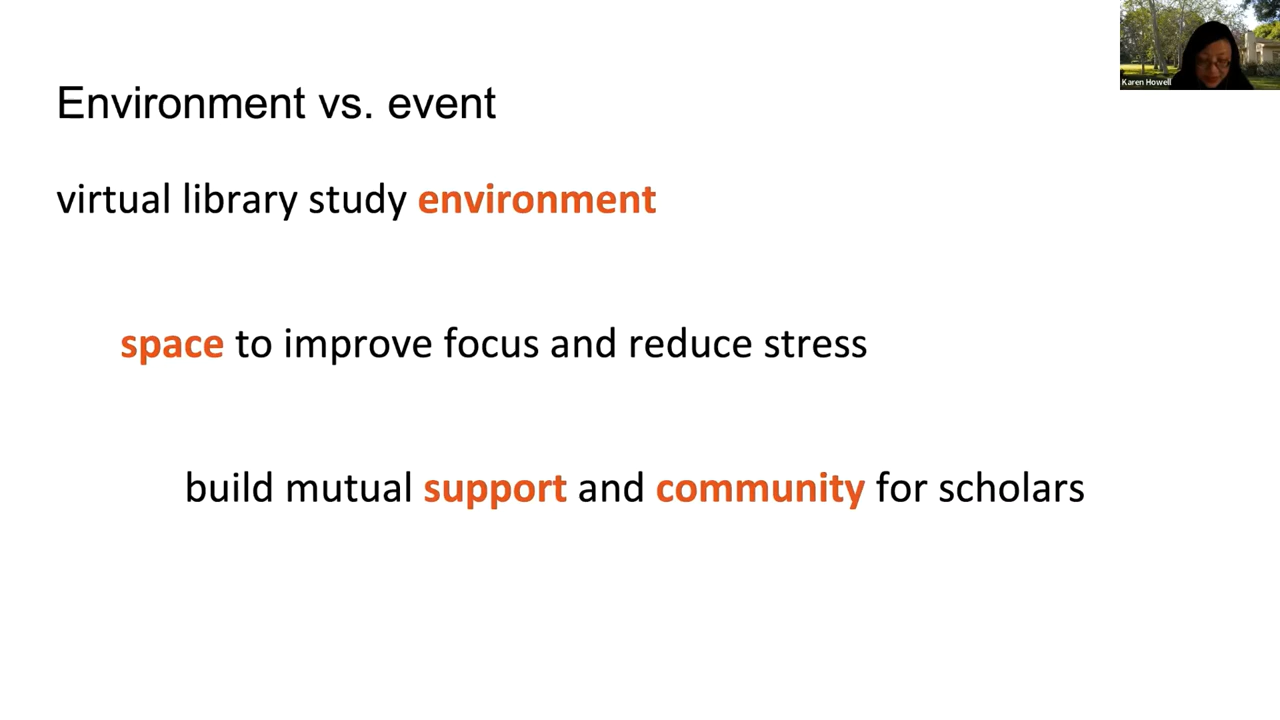 Environment vs. event
virtual library study environment
space to improve focus and reduce stress
build mutual support and community for scholars
Karen Howell